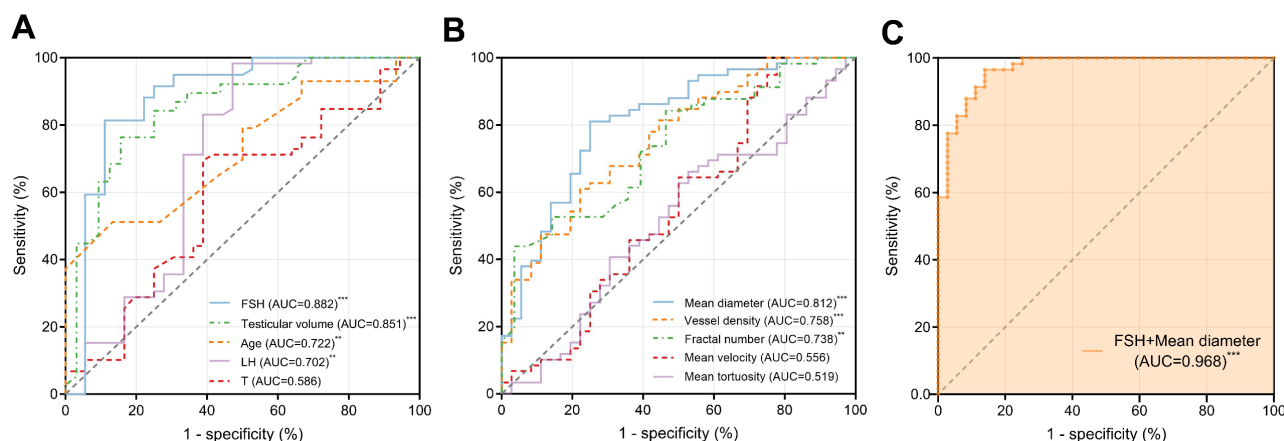 A
100
80
60
40
20
0
Sensitivity (%)
0 20 40 60 80 100
1 - specificity (%)
FSH (AUC=0.882)***
Testicular volume (AUC=0.851)***
Age (AUC=0.722)**
LH (AUC=0.702)**
T (AUC=0.586)
B
100
80
60
40
20
0
Sensitivity (%)
0 20 40 60 80 100
1 - specificity (%)
Mean diameter (AUC=0.812)***
Vessel density (AUC=0.758)***
Fractal number (AUC=0.738)**
Mean velocity (AUC=0.556)
Mean tortuosity (AUC=0.519)
C
100
80
60
40
20
0.0
Sensitivity (%)
0.0 20 40 60 80 100
1 - specificity (%)
FSH+Mean diameter
(AUC=0.968)***